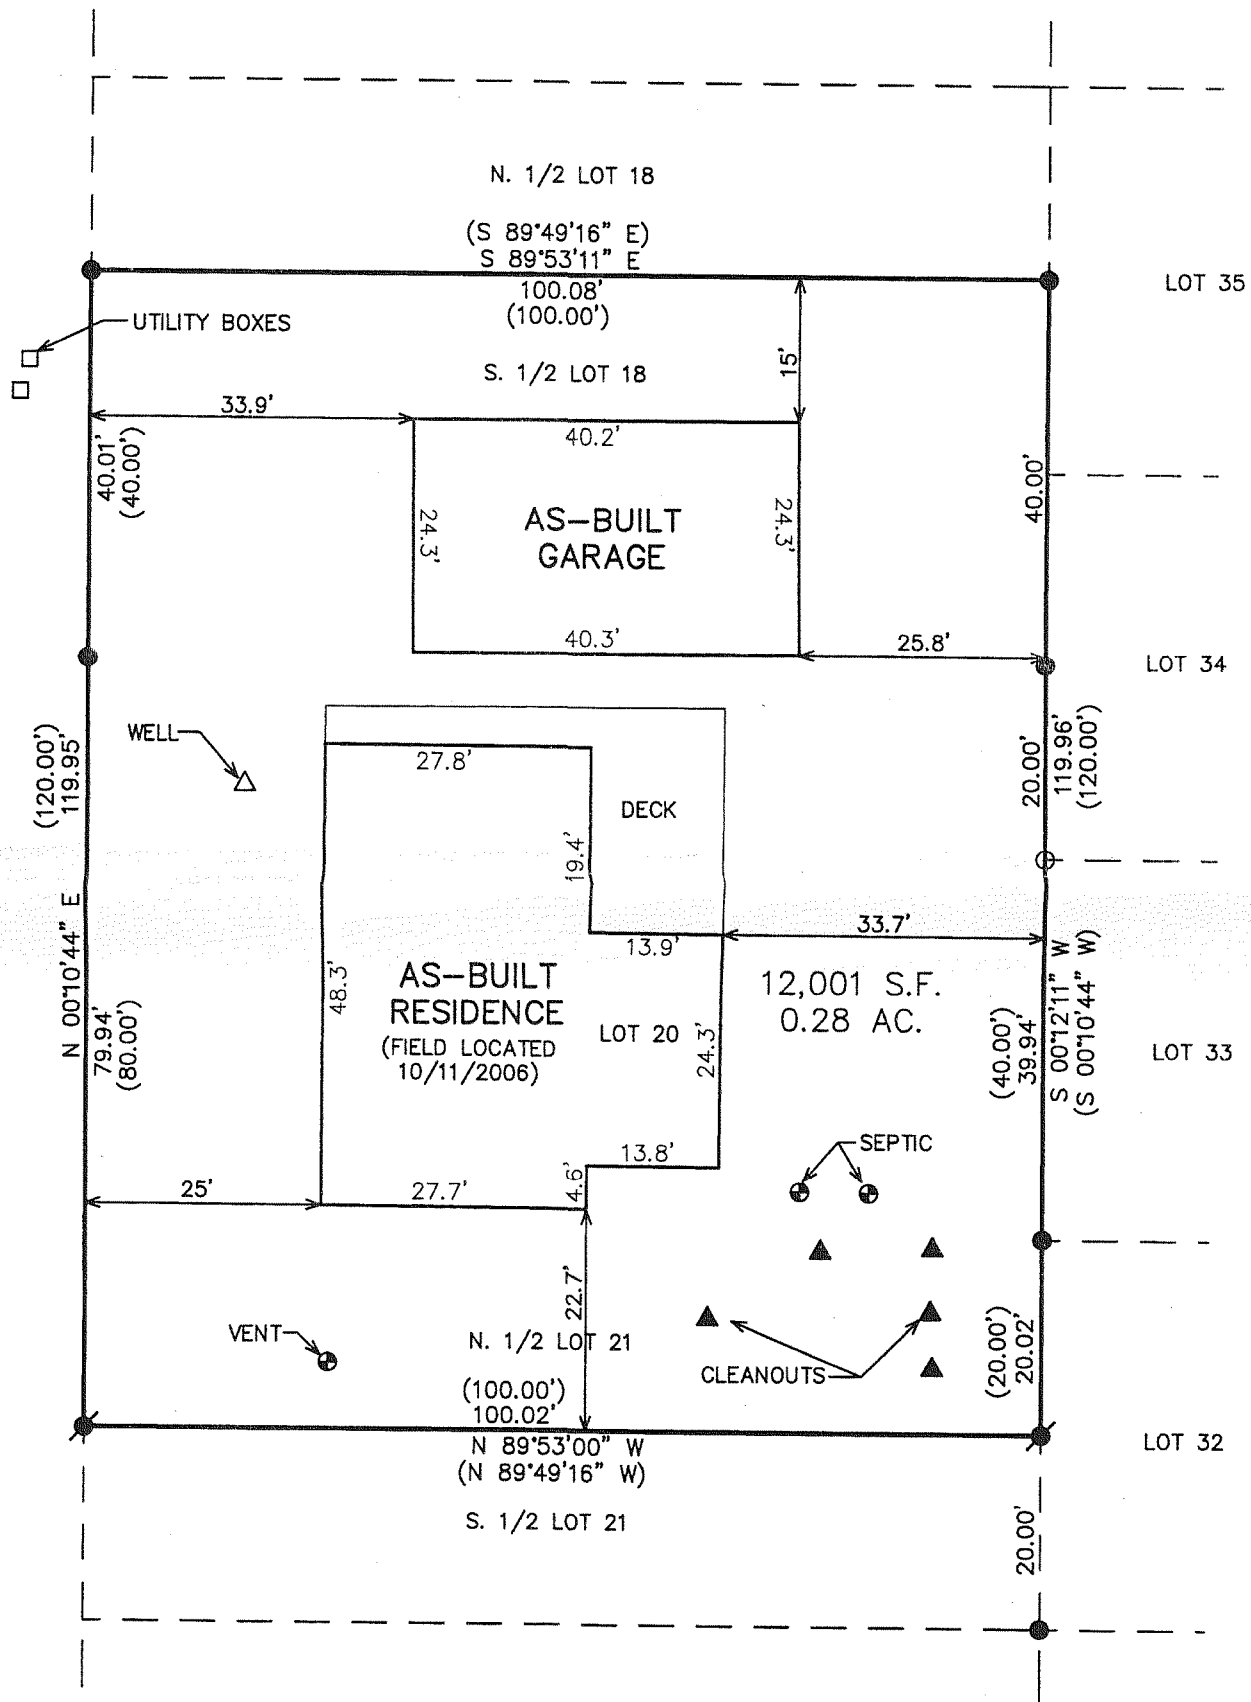 N. 1/2 LOT 18
(S 89°49'16" E)
S 89°53'11" E
100.08'
(100.00')
LOT 35
UTILITY BOXES
S. 1/2 LOT 18
15'
33.9'
40.2'
40.01'
(40.00')
24.3'
AS-BUILT
GARAGE
24.3'
40.00'
40.3'
25.8'
LOT 34
WELL
27.8'
DECK
(120.00')
119.95'
20.00'
119.96'
(120.00')
19.4'
13.9'
33.7'
N 00°10'44" E
79.94'
(80.00')
48.3'
AS-BUILT
RESIDENCE
(FIELD LOCATED
10/11/2006)
LOT 20
24.3'
12,001 S.F.
0.28 AC.
(40.00')
39.94'
S 00°12'11" W
(S 00°10'44" W)
LOT 33
SEPTIC
13.8'
25'
27.7'
4.6'
22.7'
VENT
N. 1/2 LOT 21
CLEANOUTS
(20.00')
20.02'
(100.00')
100.02'
N 89°53'00" W
(N 89°49'16" W)
LOT 32
S. 1/2 LOT 21
20.00'